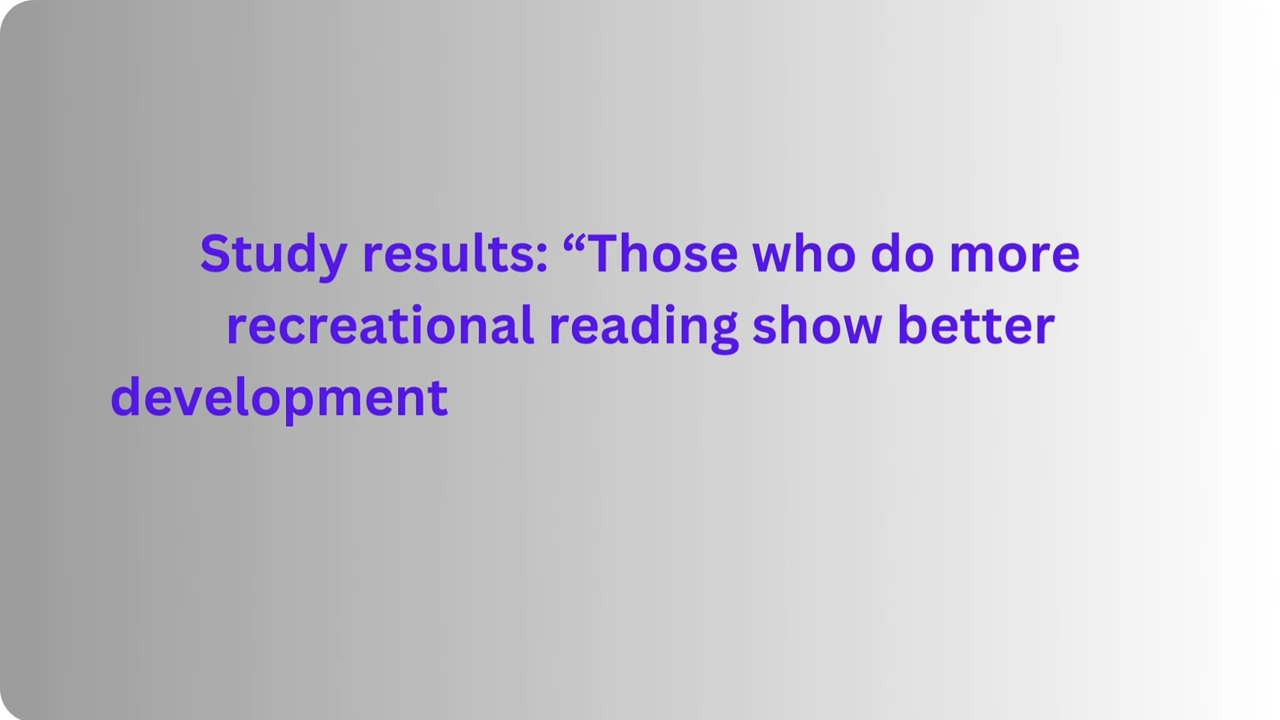 Study results: “Those who do more
recreational reading show better
development